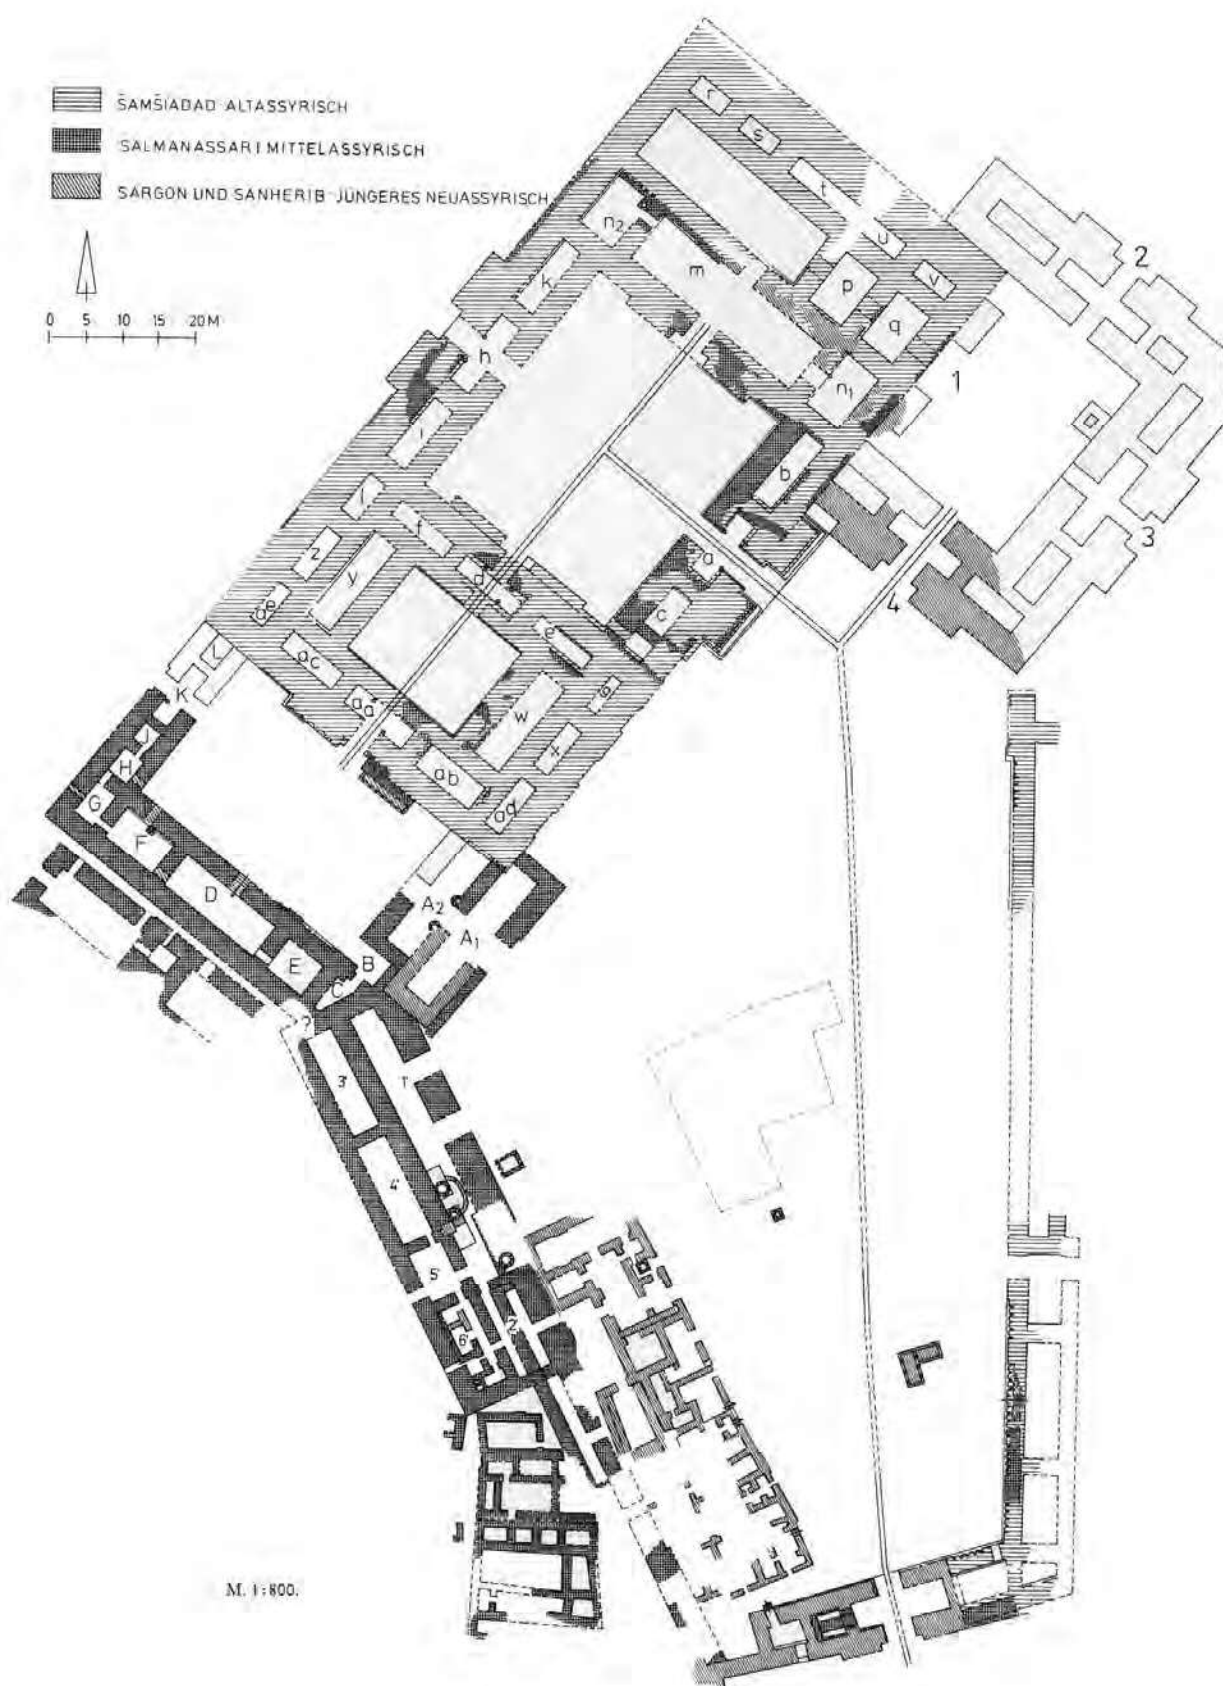 ŠAMŠIADAD ALTASSYRISCH
SALMANASSAR I MITTELASSYRISCH
SARGON UND SANHERIB-JÜNGERES NEUASSYRISCH
0 5 10 15 20 M
r
s
t
u
v
n2
m
p
q
k
h
n1
i
b
l
f
a
z
y
d
c
ae
e
ac
g
aa
w
x
ab
ad
1
2
3
4
L
K
J
H
G
F
D
A2
A1
E
B
C
?
3'
1'
4'
5'
2'
6'
M. 1:800.